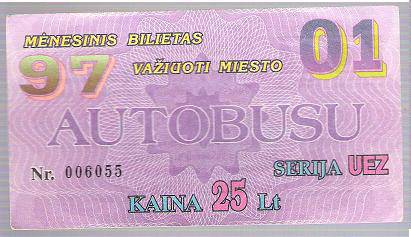 MĖNESINIS BILIETAS 01
97 VAŽIUOTI MIESTO
AUTOBUSU
Nr. 006055 SERIJA UEZ
KAINA 25 Lt